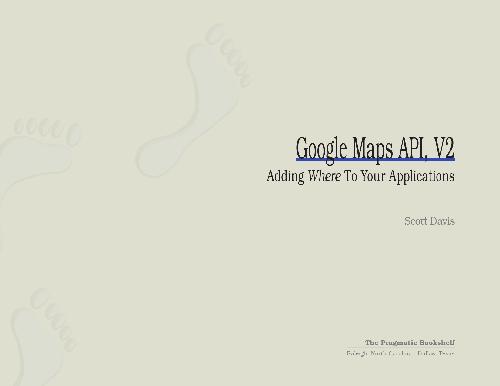 Google Maps API, V2
Adding Where To Your Applications
Scott Davis
The Pragmatic Bookshelf
Raleigh, North Carolina Dallas, Texas